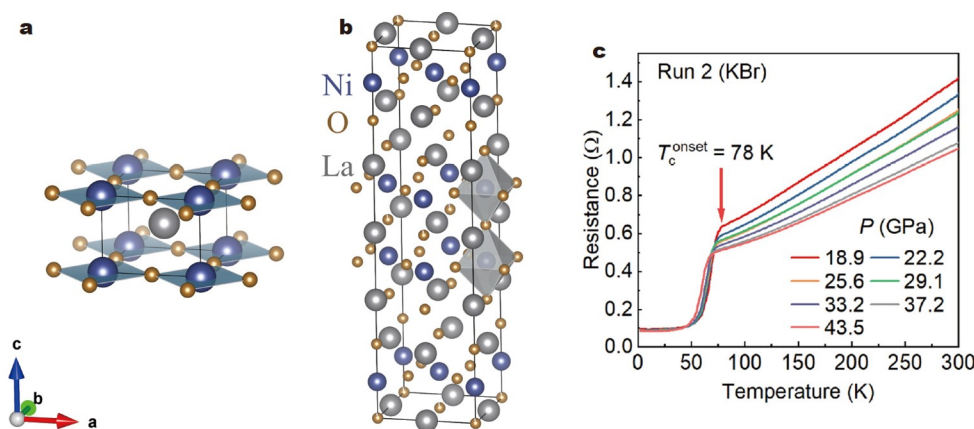 a
b
c
Ni
O
La
c
b
a
Run 2 (KBr)
T_c^onset = 78 K
P (GPa)
18.9 22.2
25.6 29.1
33.2 37.2
43.5
Resistance (Ω)
1.4
1.2
1.0
0.8
0.6
0.4
0.2
0.0
0 50 75 100 150 200 250 300
Temperature (K)